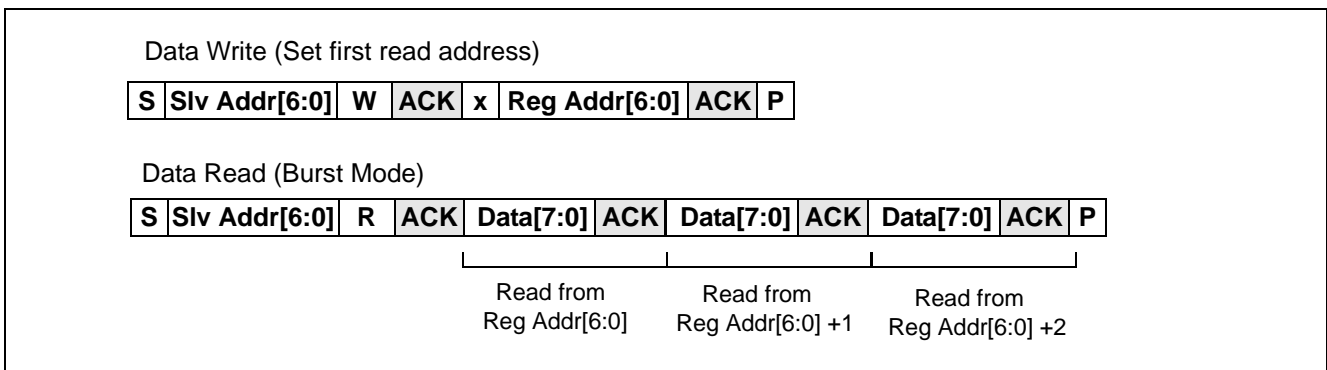 Data Write (Set first read address)
S Slv Addr[6:0] W ACK x Reg Addr[6:0] ACK P
Data Read (Burst Mode)
S Slv Addr[6:0] R ACK Data[7:0] ACK Data[7:0] ACK Data[7:0] ACK P
Read from Read from Read from
Reg Addr[6:0] Reg Addr[6:0] +1 Reg Addr[6:0] +2